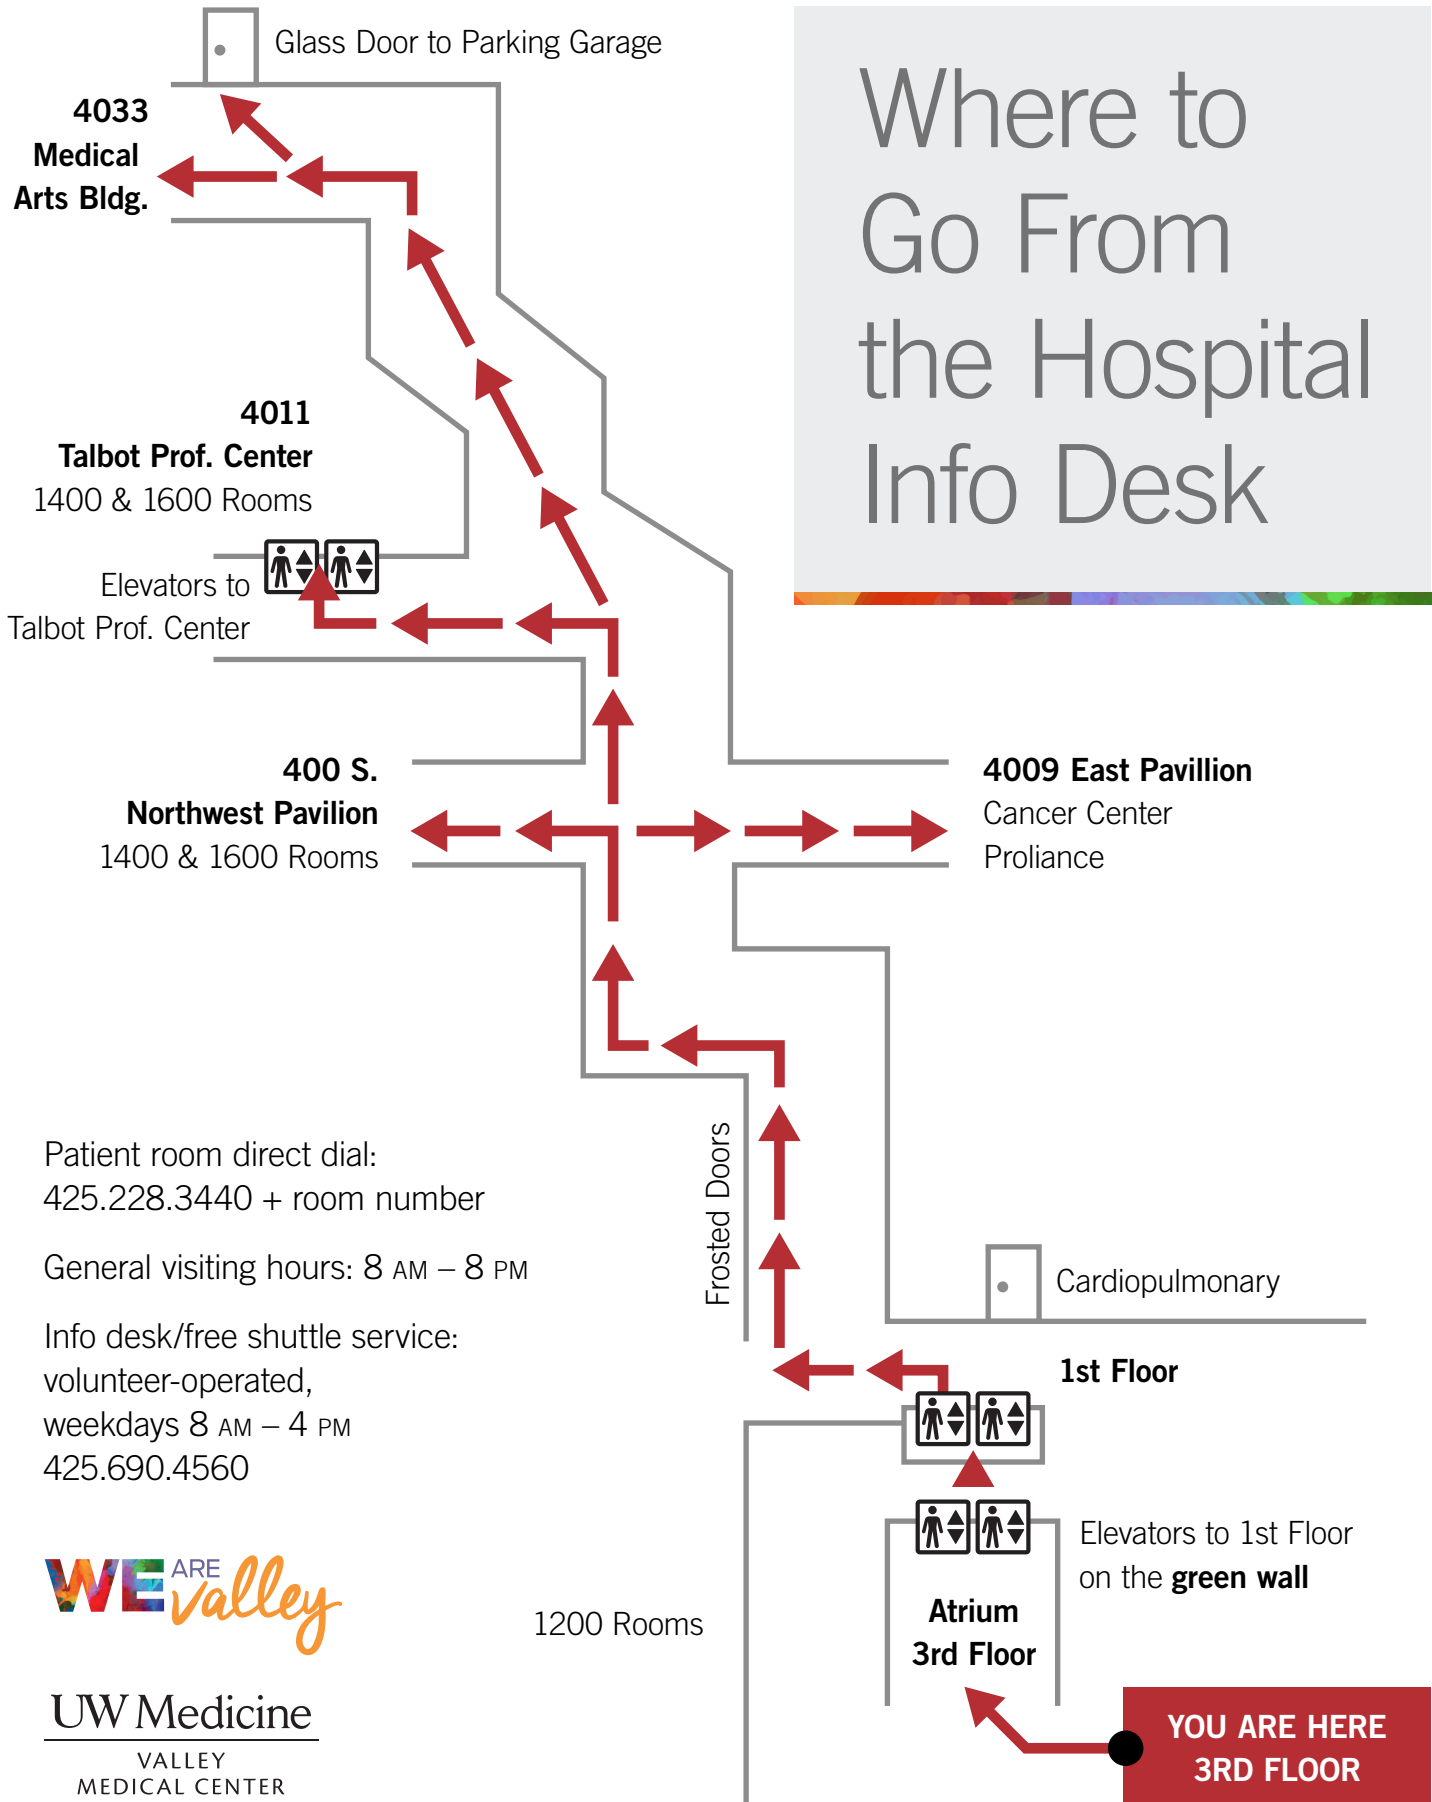 Glass Door to Parking Garage
Where to
Go From
the Hospital
Info Desk
4033
Medical
Arts Bldg.
4011
Talbot Prof. Center
1400 & 1600 Rooms
Elevators to
Talbot Prof. Center
400 S.
Northwest Pavilion
1400 & 1600 Rooms
4009 East Pavillion
Cancer Center
Proliance
Frosted Doors
Patient room direct dial:
425.228.3440 + room number
General visiting hours: 8 AM – 8 PM
Info desk/free shuttle service:
volunteer-operated,
weekdays 8 AM – 4 PM
425.690.4560
Cardiopulmonary
1st Floor
Elevators to 1st Floor
on the green wall
Atrium
3rd Floor
1200 Rooms
YOU ARE HERE
3RD FLOOR
WE ARE valley
UW Medicine
VALLEY
MEDICAL CENTER